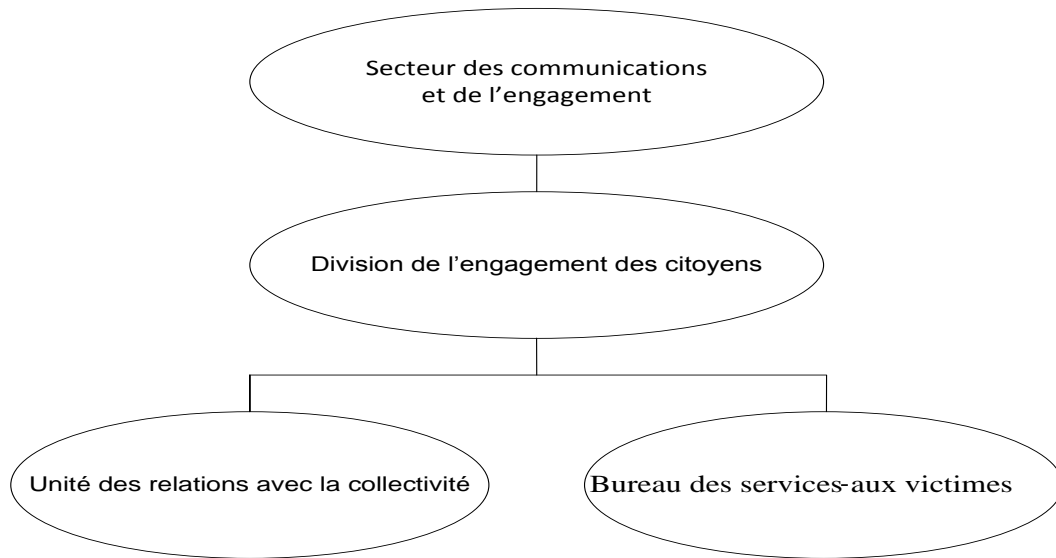 Secteur des communications
et de l’engagement
Division de l’engagement des citoyens
Unité des relations avec la collectivité
Bureau des services-aux victimes